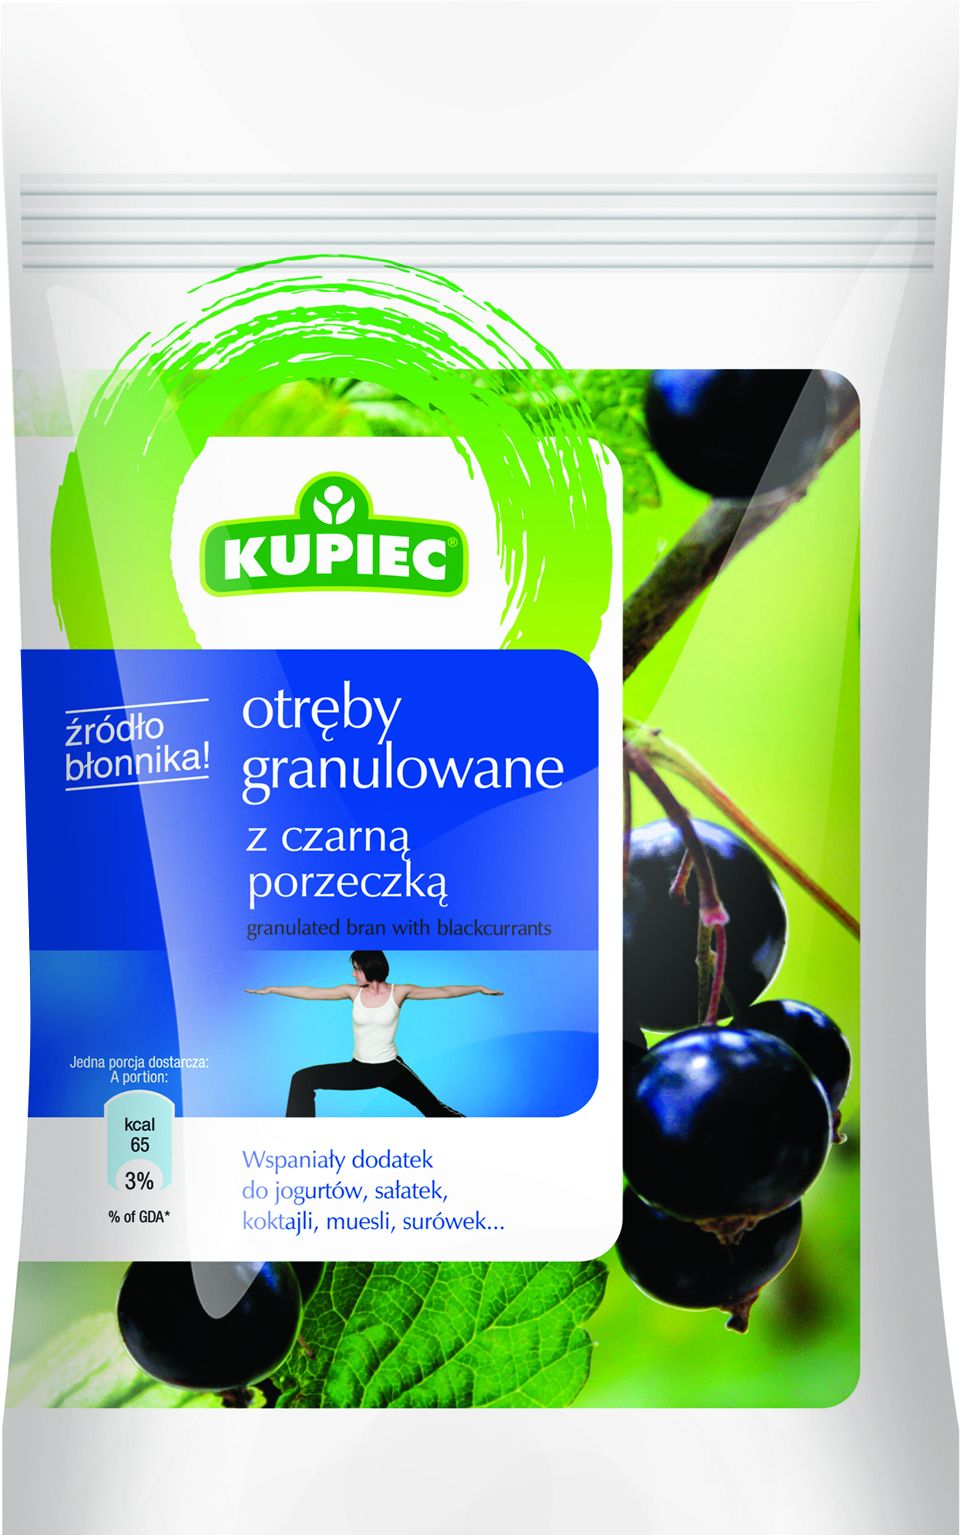 KUPIEC®
źródło
błonnika!
otręby
granulowane
z czarną
porzeczką
granulated bran with blackcurrants
Jedna porcja dostarcza:
A portion:
kcal
65
3%
% of GDA*
Wspaniały dodatek
do jogurtów, sałatek,
koktajli, muesli, surówek...